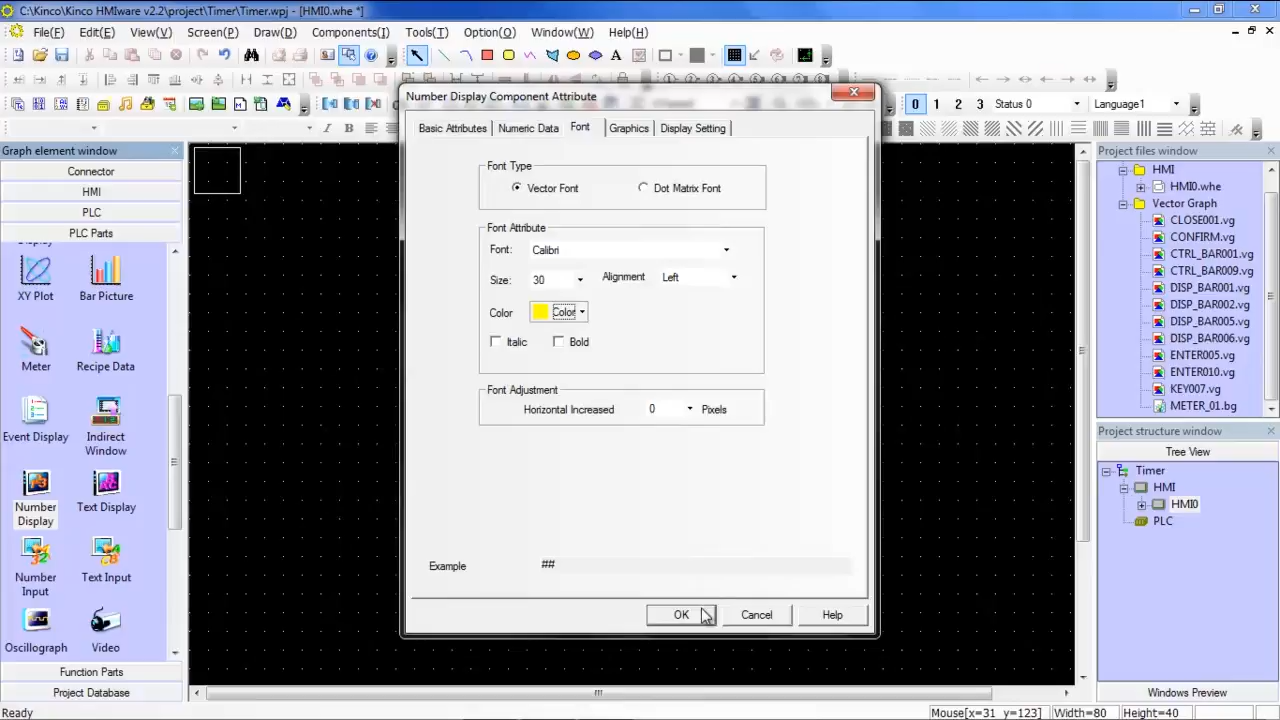 C:\Kinco\Kinco HMIware v2.2\project\Timer\Timer.wpj - [HMI0.whe *]
File(F) Edit(E) View(V) Screen(P) Draw(D) Components(I) Tools(T) Option(O) Window(W) Help(H)
0 1 2 3 Status 0 Language1
Graph element window
Connector
HMI
PLC
PLC Parts
Display
XY Plot Bar Picture
Meter Recipe Data
Event Display Indirect Window
Number Display Text Display
Number Input Text Input
Oscillograph Video
Function Parts
Project Database
Number Display Component Attribute
Basic Attributes Numeric Data Font Graphics Display Setting
Font Type
Vector Font Dot Matrix Font
Font Attribute
Font: Calibri
Size: 30 Alignment Left
Color Color
Italic Bold
Font Adjustment
Horizontal Increased 0 Pixels
Example ##
OK Cancel Help
Project files window
HMI
HMI0.whe
Vector Graph
CLOSE001.vg
CONFIRM.vg
CTRL_BAR001.vg
CTRL_BAR009.vg
DISP_BAR001.vg
DISP_BAR002.vg
DISP_BAR005.vg
DISP_BAR006.vg
ENTER005.vg
ENTER010.vg
KEY007.vg
METER_01.bg
Project structure window
Tree View
Timer
HMI
HMI0
PLC
Windows Preview
Ready Mouse[x=31 y=123] Width=80 Height=40